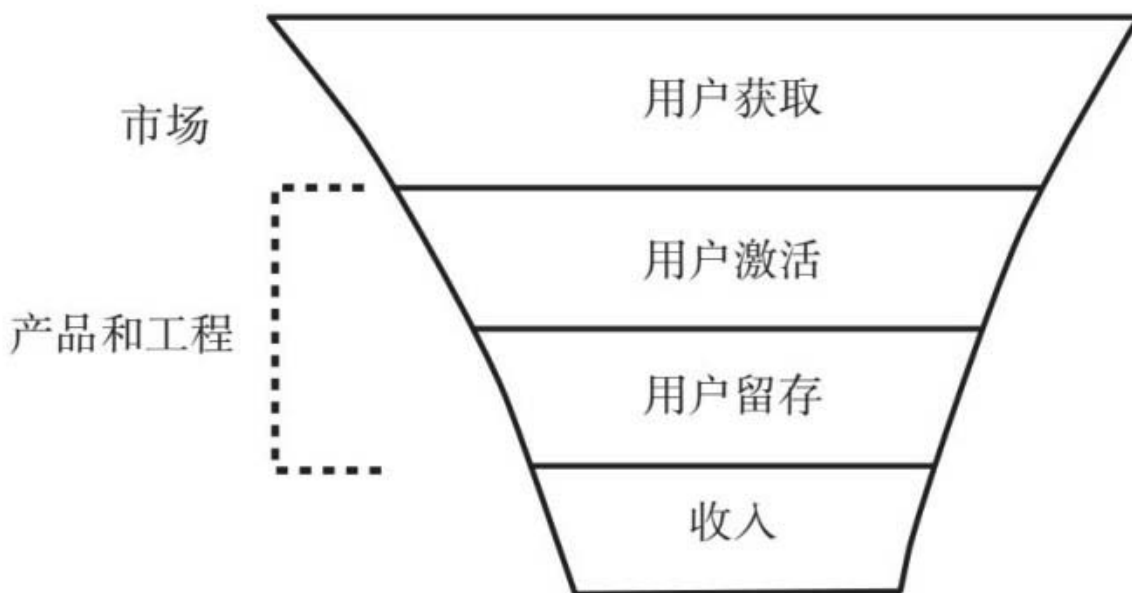 用户获取
市场
用户激活
产品和工程
用户留存
收入